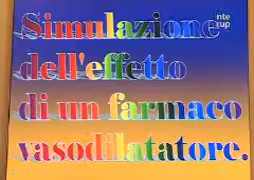 Simulazione
dell'effetto
di un farmaco
vasodilatatore.